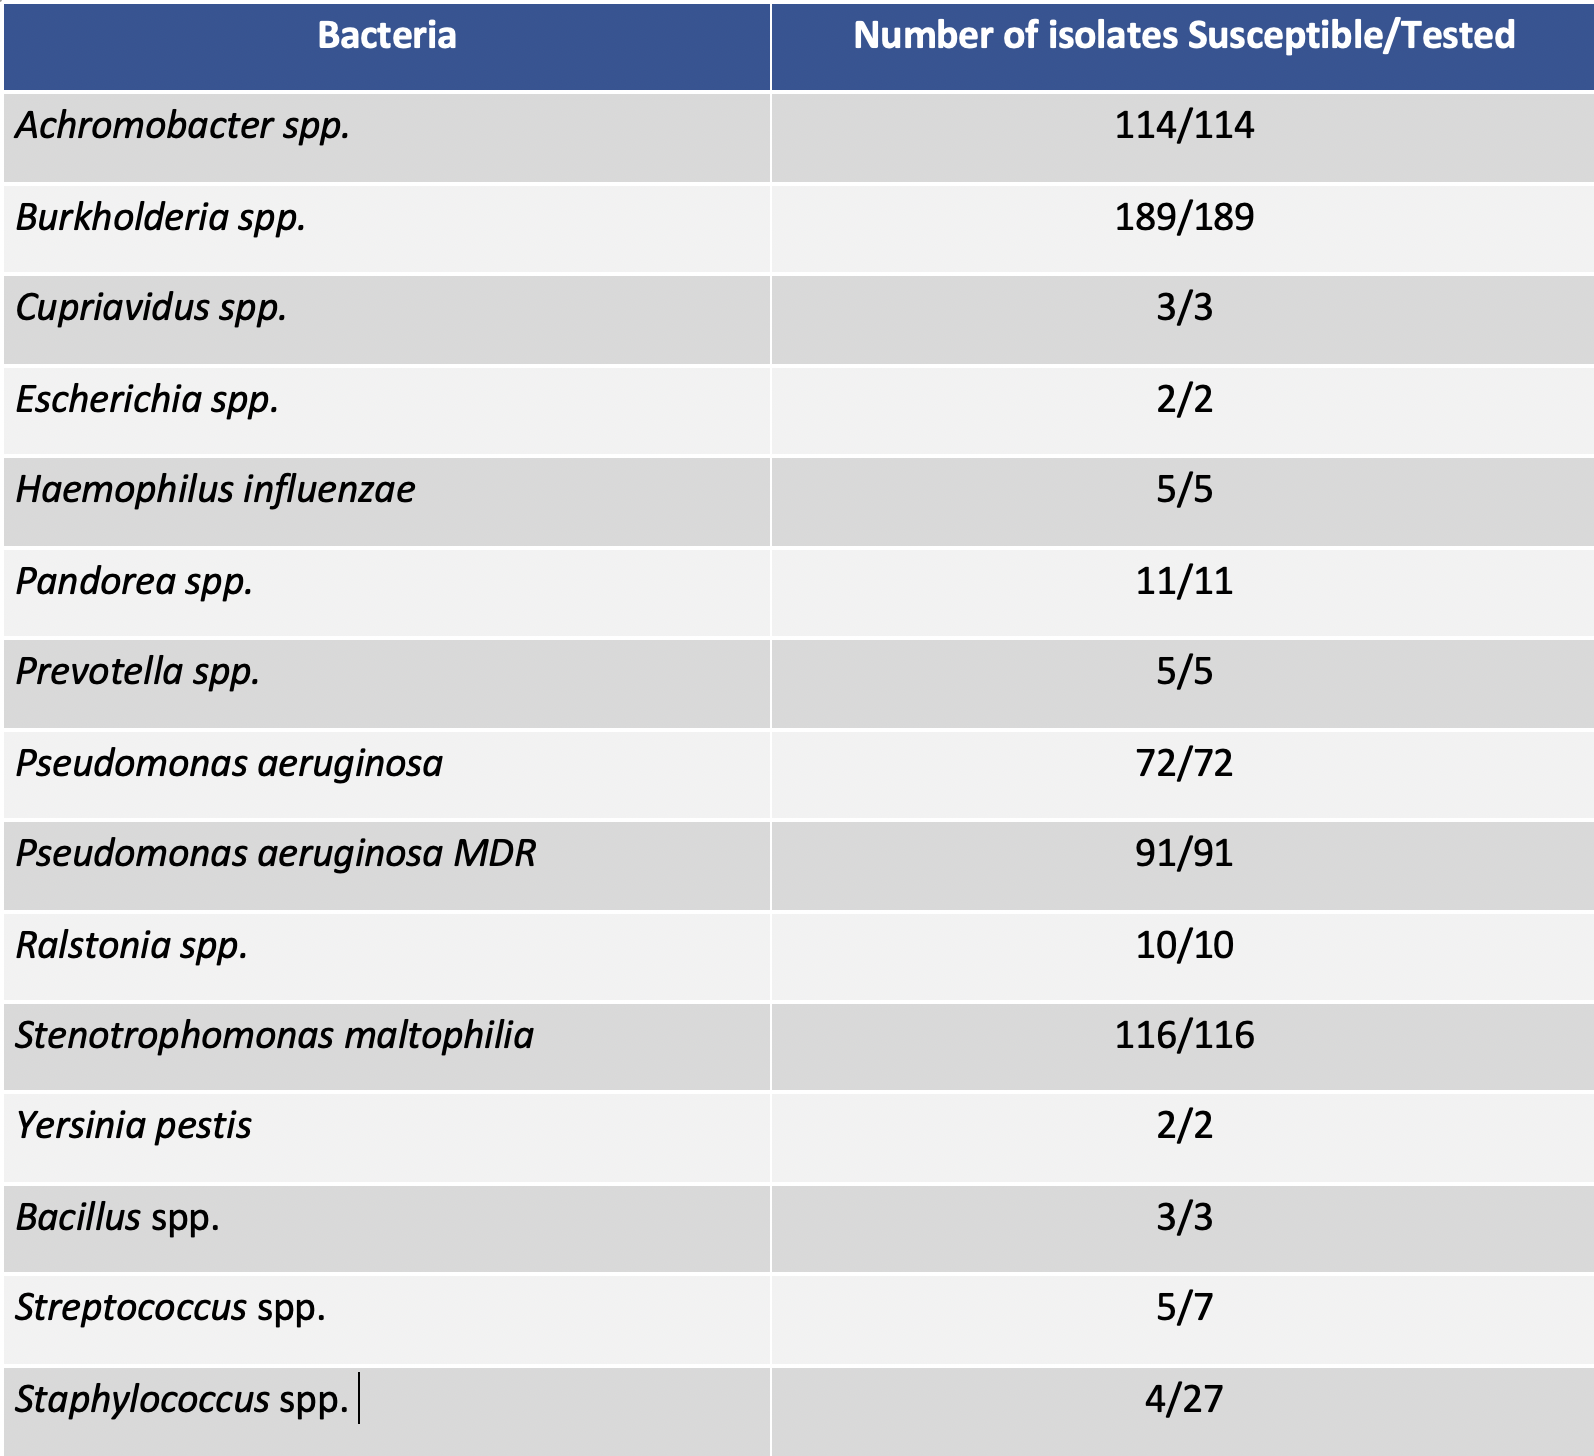 Bacteria Number of isolates Susceptible/Tested
Achromobacter spp. 114/114
Burkholderia spp. 189/189
Cupriavidus spp. 3/3
Escherichia spp. 2/2
Haemophilus influenzae 5/5
Pandorea spp. 11/11
Prevotella spp. 5/5
Pseudomonas aeruginosa 72/72
Pseudomonas aeruginosa MDR 91/91
Ralstonia spp. 10/10
Stenotrophomonas maltophilia 116/116
Yersinia pestis 2/2
Bacillus spp. 3/3
Streptococcus spp. 5/7
Staphylococcus spp. 4/27